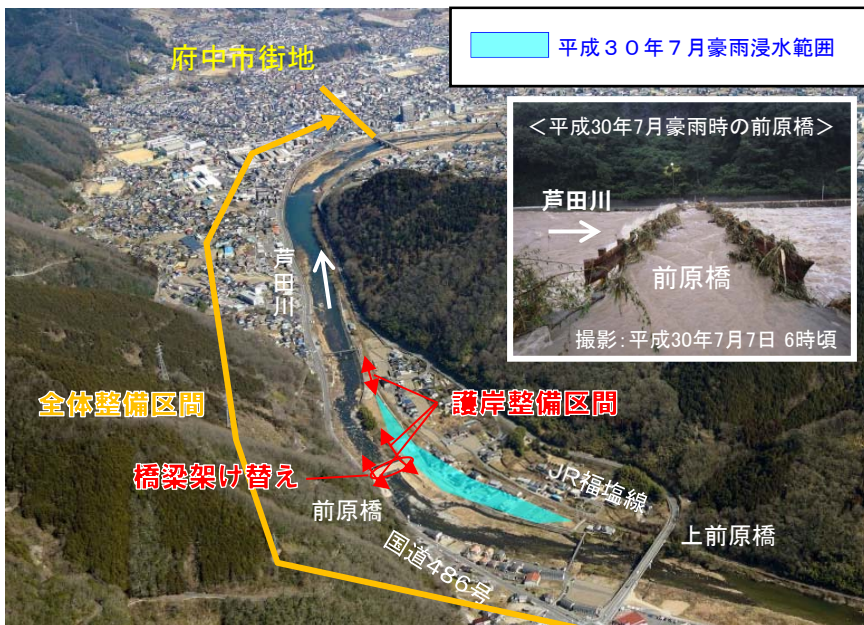 平成３０年７月豪雨浸水範囲
府中市街地
＜平成30年7月豪雨時の前原橋＞
芦田川
前原橋
撮影：平成30年7月7日 6時頃
芦田川
全体整備区間
護岸整備区間
橋梁架け替え
前原橋
JR福塩線
上前原橋
国道486号